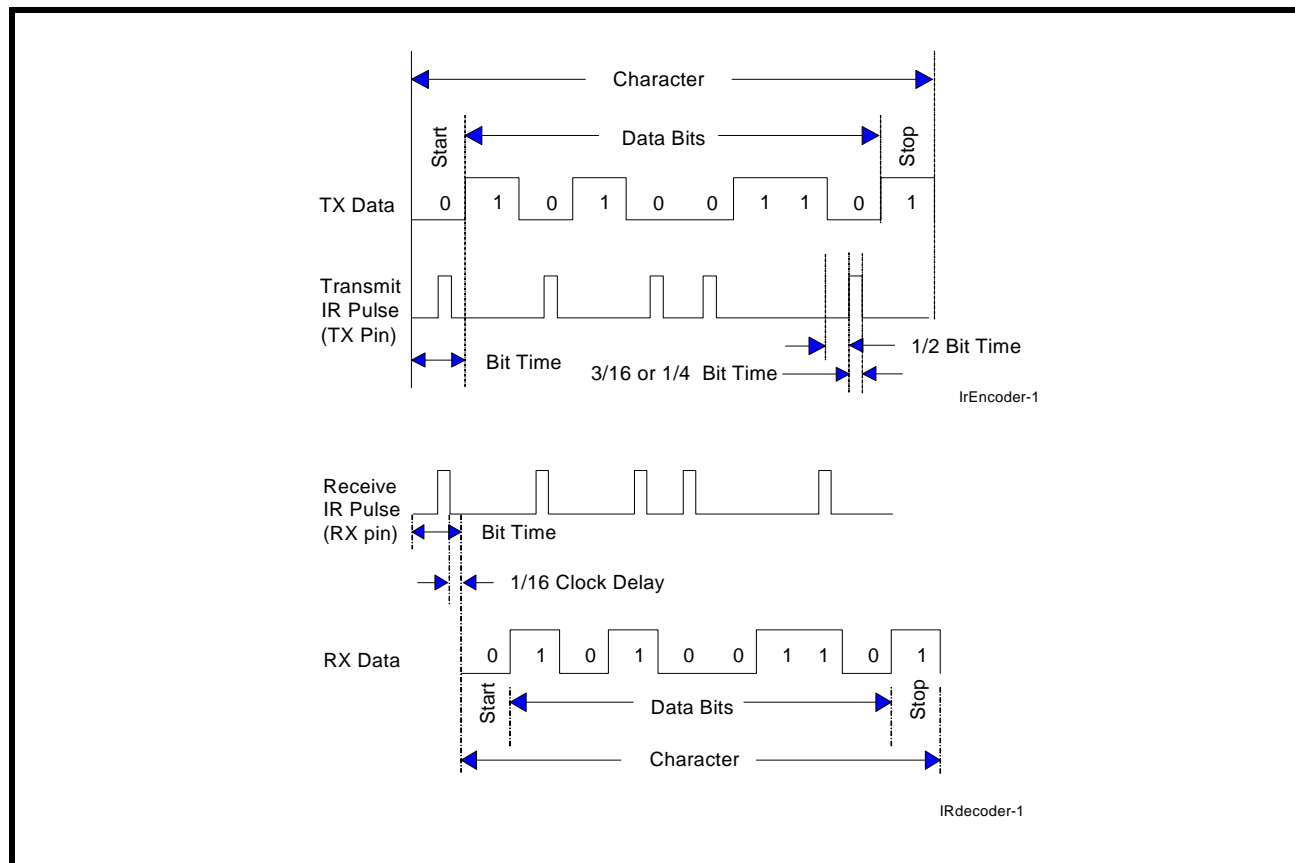 Character
Start
Data Bits
Stop
TX Data
0 1 0 1 0 0 1 1 0 1
Transmit
IR Pulse
(TX Pin)
Bit Time
1/2 Bit Time
3/16 or 1/4 Bit Time
IrEncoder-1
Receive
IR Pulse
(RX pin)
Bit Time
1/16 Clock Delay
RX Data
0 1 0 1 0 0 1 1 0 1
Start
Data Bits
Stop
Character
IRdecoder-1